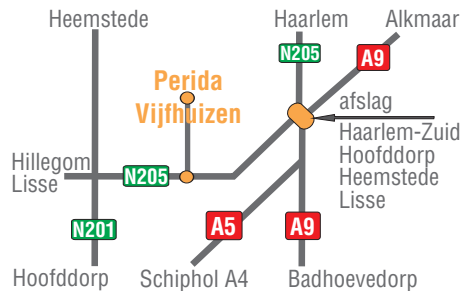 Heemstede
Haarlem
Alkmaar
N205
A9
Perida
Vijfhuizen
afslag
Haarlem-Zuid
Hoofddorp
Heemstede
Lisse
Hillegom
Lisse
N205
N201
A5
A9
Hoofddorp
Schiphol A4
Badhoevedorp